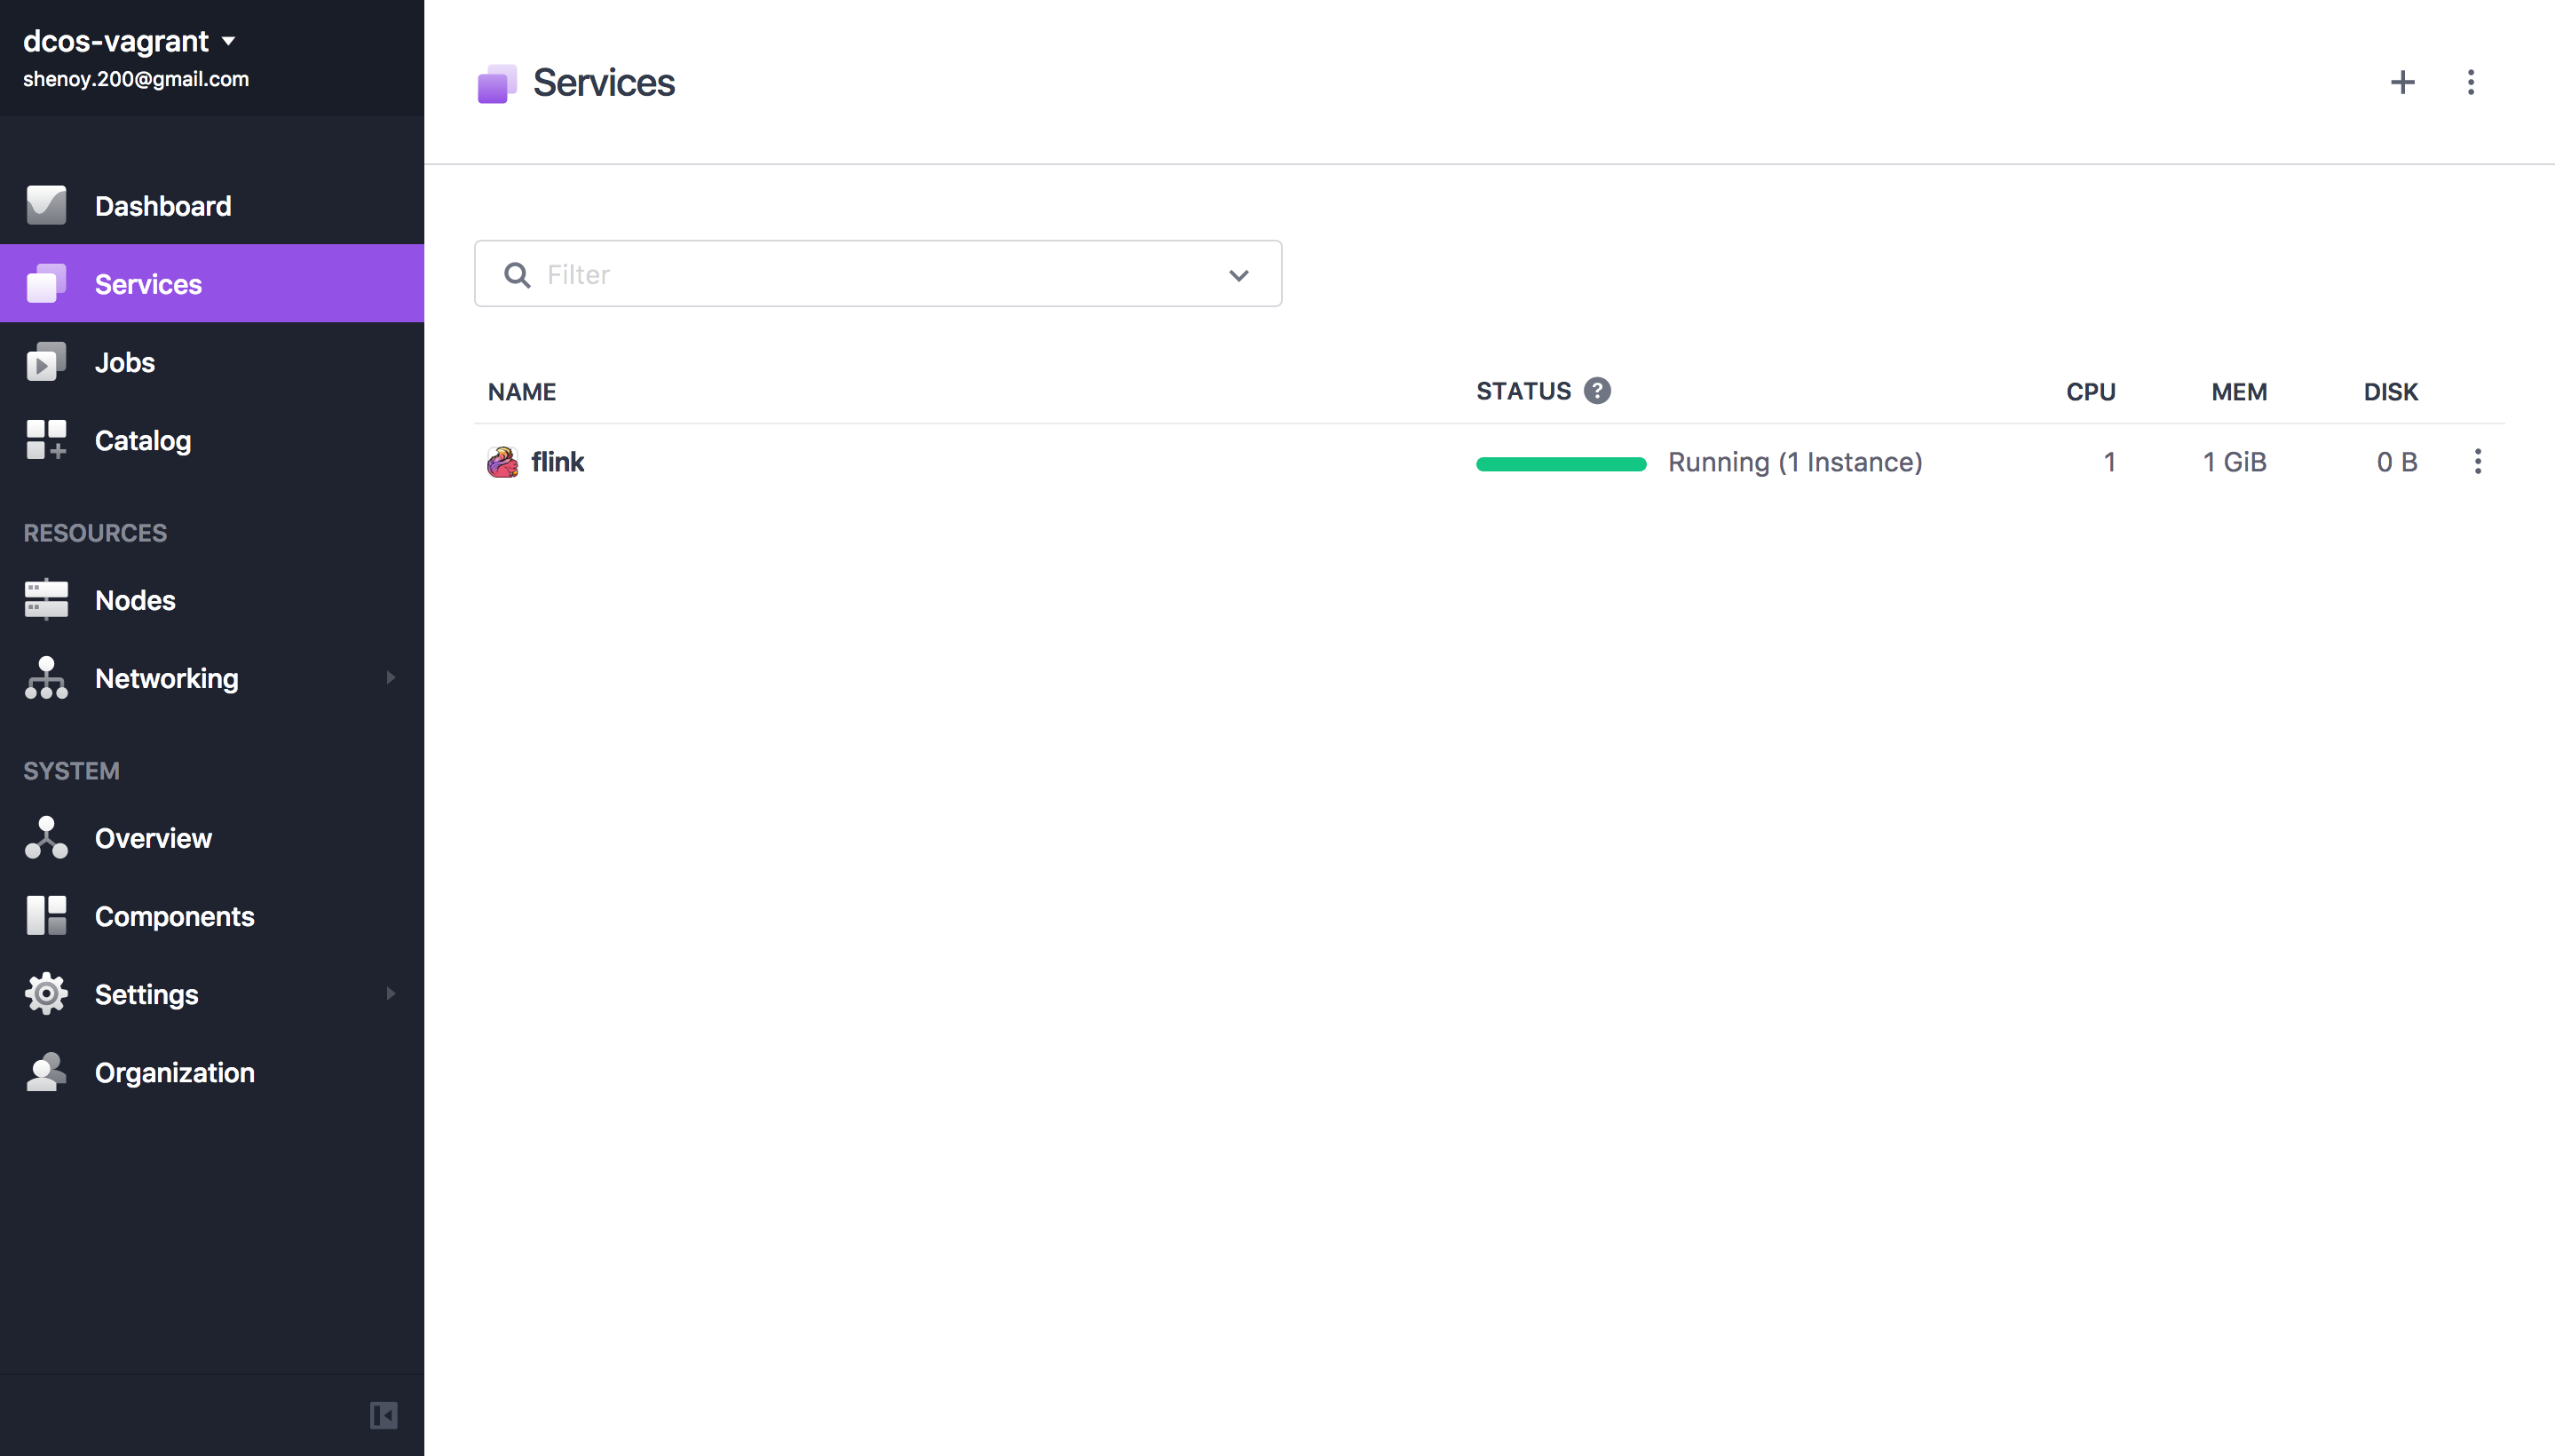 dcos-vagrant
shenoy.200@gmail.com
Dashboard
Services
Jobs
Catalog
RESOURCES
Nodes
Networking
SYSTEM
Overview
Components
Settings
Organization
Services
Filter
NAME STATUS ? CPU MEM DISK
flink Running (1 Instance) 1 1 GiB 0 B